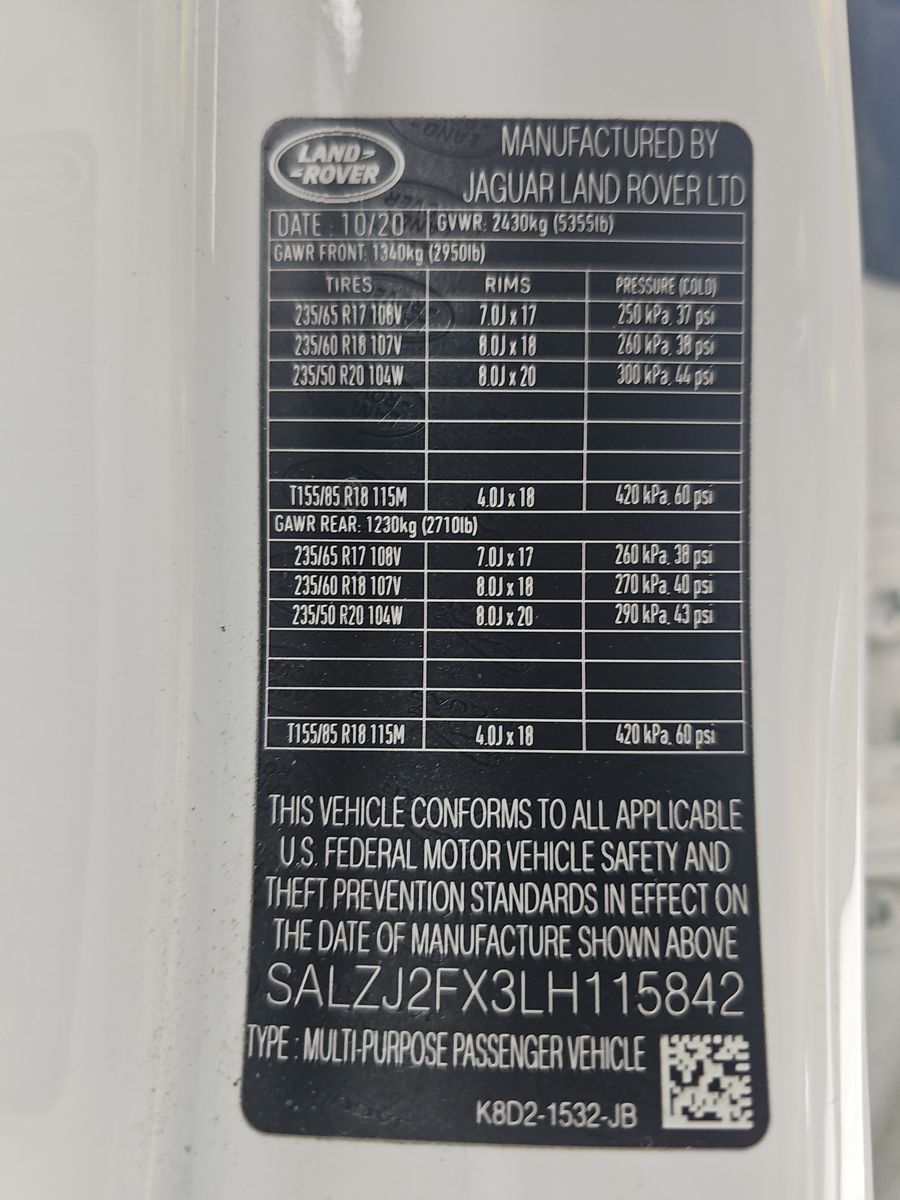 LAND-
-ROVER
MANUFACTURED BY
JAGUAR LAND ROVER LTD
DATE : 10/20 GVWR: 2430kg (5355lb)
GAWR FRONT: 1340kg (2950lb)
TIRES RIMS PRESSURE (COLD)
235/65 R17 108V 7.0J x 17 250 kPa, 37 psi
235/60 R18 107V 8.0J x 18 260 kPa, 38 psi
235/50 R20 104W 8.0J x 20 300 kPa, 44 psi
T155/85 R18 115M 4.0J x 18 420 kPa, 60 psi
GAWR REAR: 1230kg (2710lb)
235/65 R17 108V 7.0J x 17 260 kPa, 38 psi
235/60 R18 107V 8.0J x 18 270 kPa, 40 psi
235/50 R20 104W 8.0J x 20 290 kPa, 43 psi
T155/85 R18 115M 4.0J x 18 420 kPa, 60 psi
THIS VEHICLE CONFORMS TO ALL APPLICABLE
U.S. FEDERAL MOTOR VEHICLE SAFETY AND
THEFT PREVENTION STANDARDS IN EFFECT ON
THE DATE OF MANUFACTURE SHOWN ABOVE
SALZJ2FX3LH115842
TYPE : MULTI-PURPOSE PASSENGER VEHICLE
K8D2-1532-JB